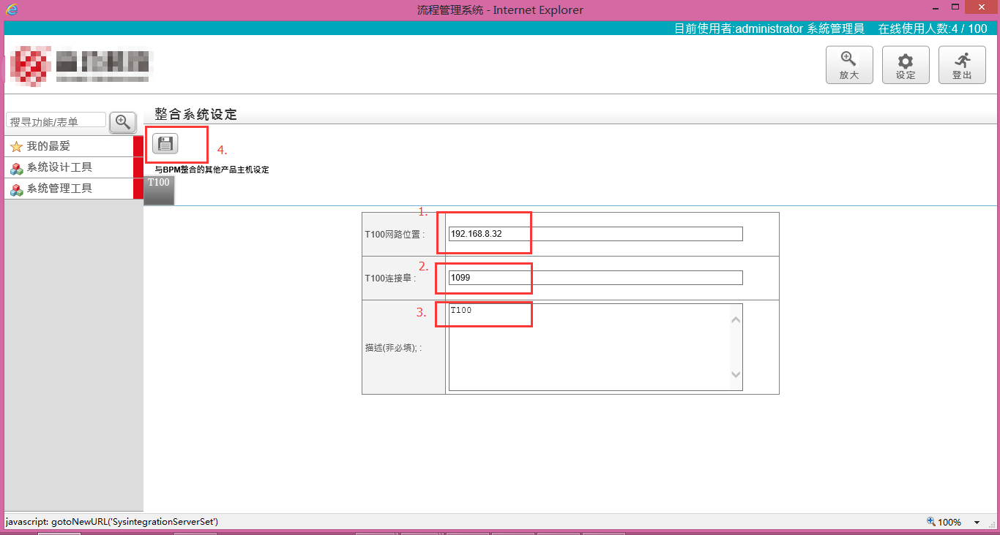 流程管理系统 - Internet Explorer
目前使用者:administrator 系統管理員 在线使用人数:4 / 100
放大
设定
登出
搜寻功能/表单
整合系统设定
我的最爱
系统设计工具
系统管理工具
4.
与BPM整合的其他产品主机设定
T100
1.
T100网路位置 :
192.168.8.32
2.
T100连接阜 :
1099
3.
T100
描述(非必填); :
javascript: gotoNewURL('SysintegrationServerSet')
100%